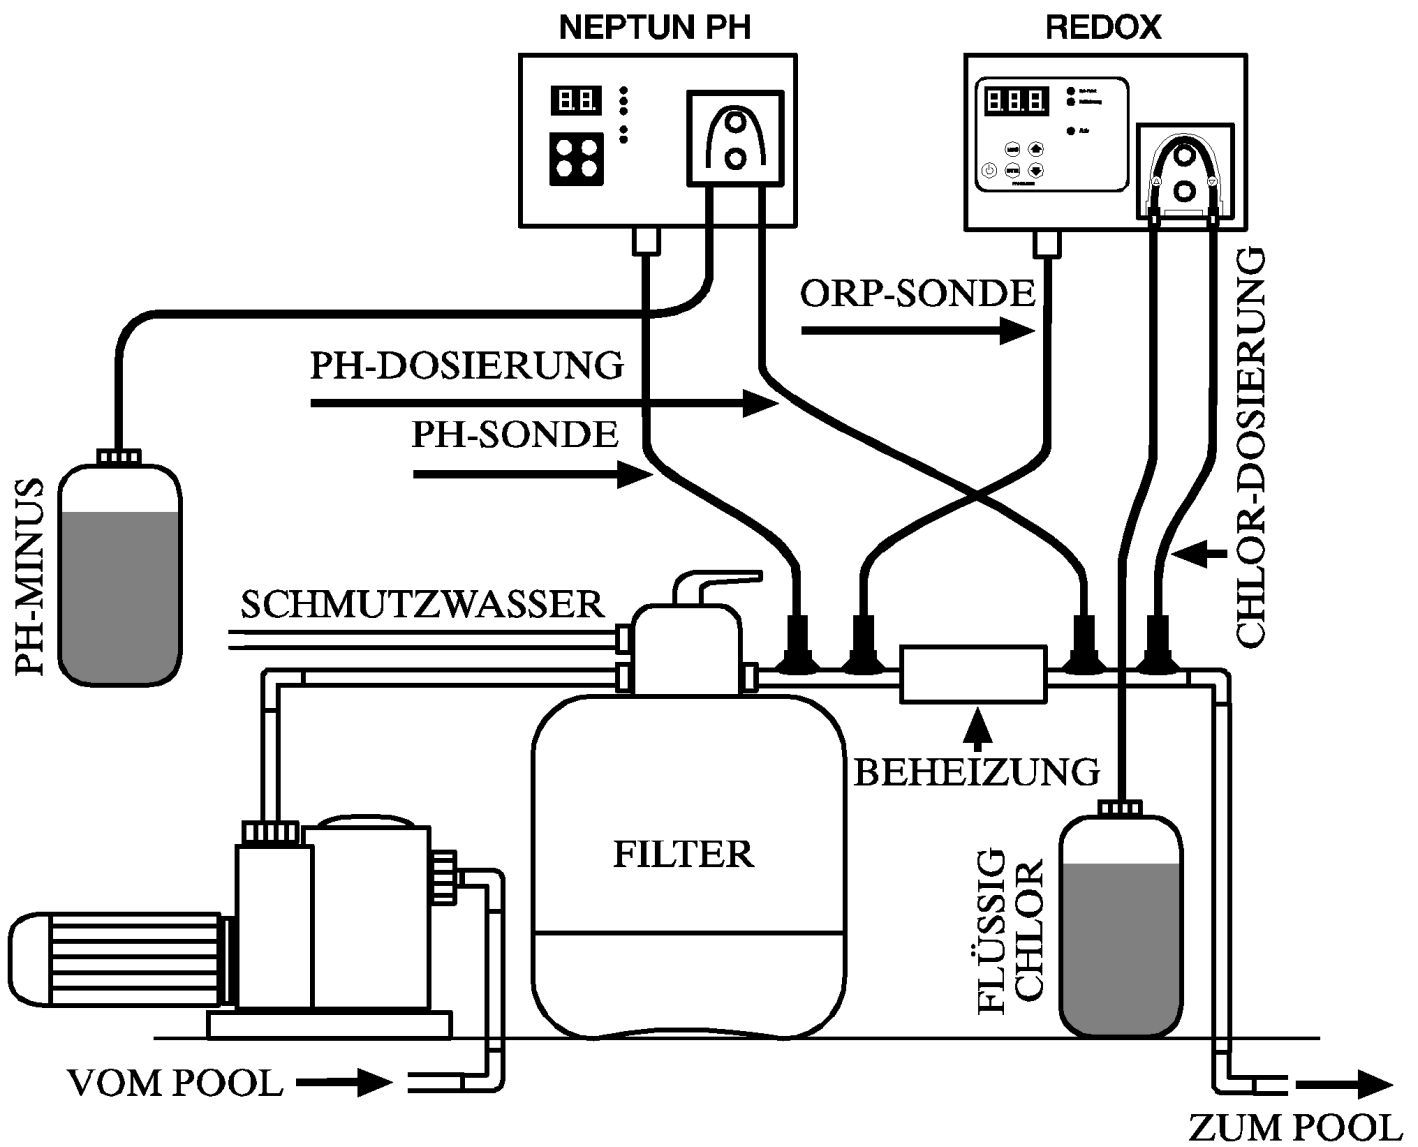 NEPTUN PH
REDOX
ORP-SONDE
PH-DOSIERUNG
PH-SONDE
CHLOR-DOSIERUNG
PH-MINUS
SCHMUTZWASSER
BEHEIZUNG
FILTER
FLÜSSIG
CHLOR
VOM POOL
ZUM POOL